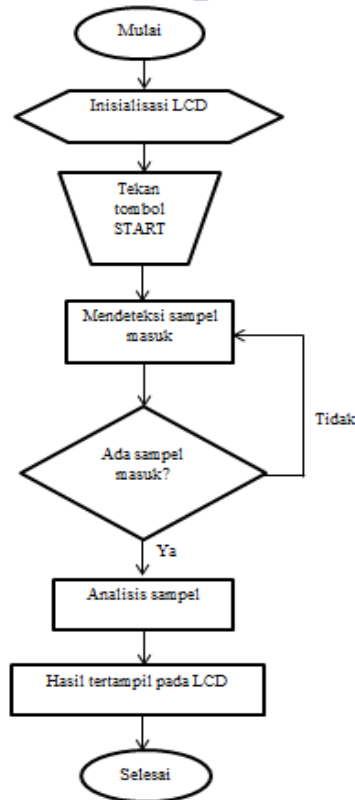 Mulai
Inisialisasi LCD
Tekan
tombol
START
Mendeteksi sampel
masuk
Tidak
Ada sampel
masuk?
Ya
Analisis sampel
Hasil tertampil pada LCD
Selesai